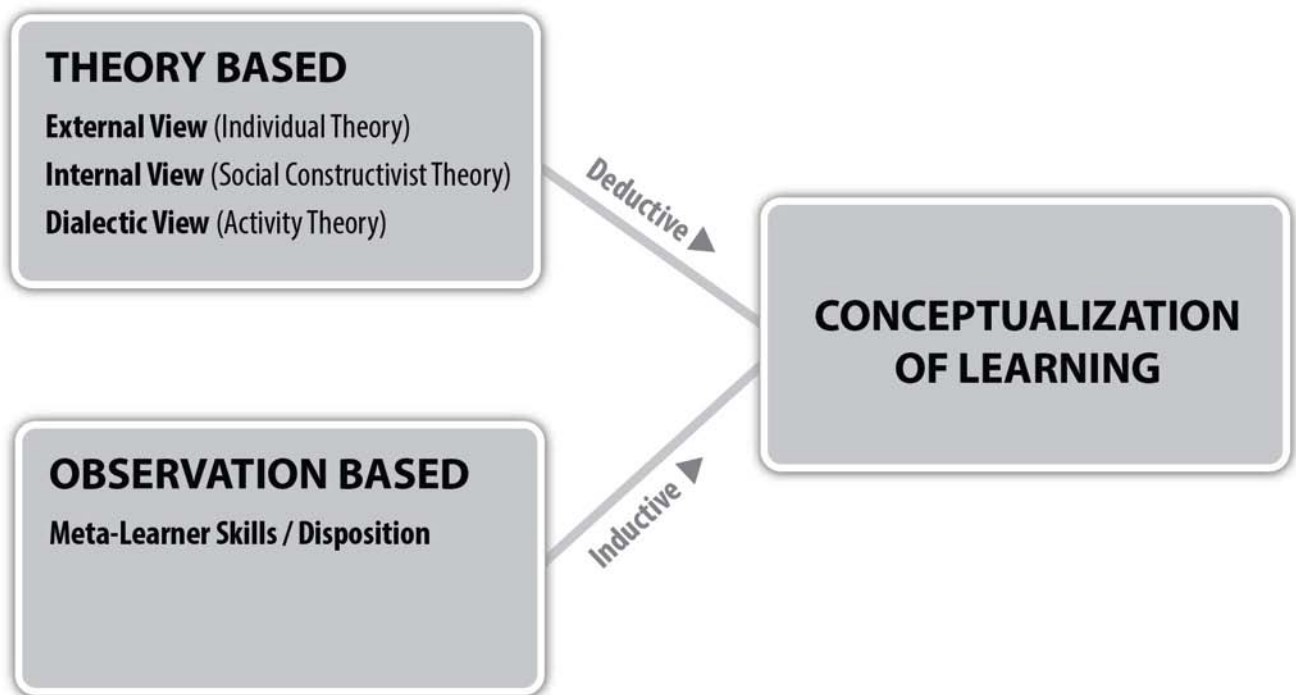 THEORY BASED
External View (Individual Theory)
Internal View (Social Constructivist Theory)
Dialectic View (Activity Theory)
Deductive ▶
CONCEPTUALIZATION
OF LEARNING
OBSERVATION BASED
Meta-Learner Skills / Disposition
Inductive ▶